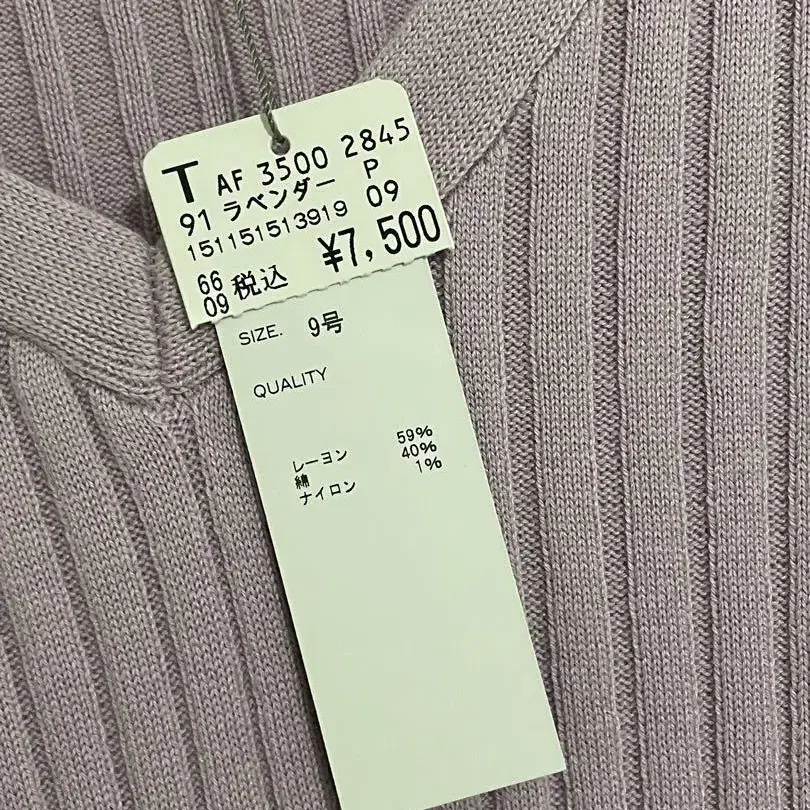 T AF 3500 2845
91 ラベンダー P
151151513919 09
66 税込 ¥7,500
09
SIZE. 9号
QUALITY
レーヨン 59%
綿 40%
ナイロン 1%